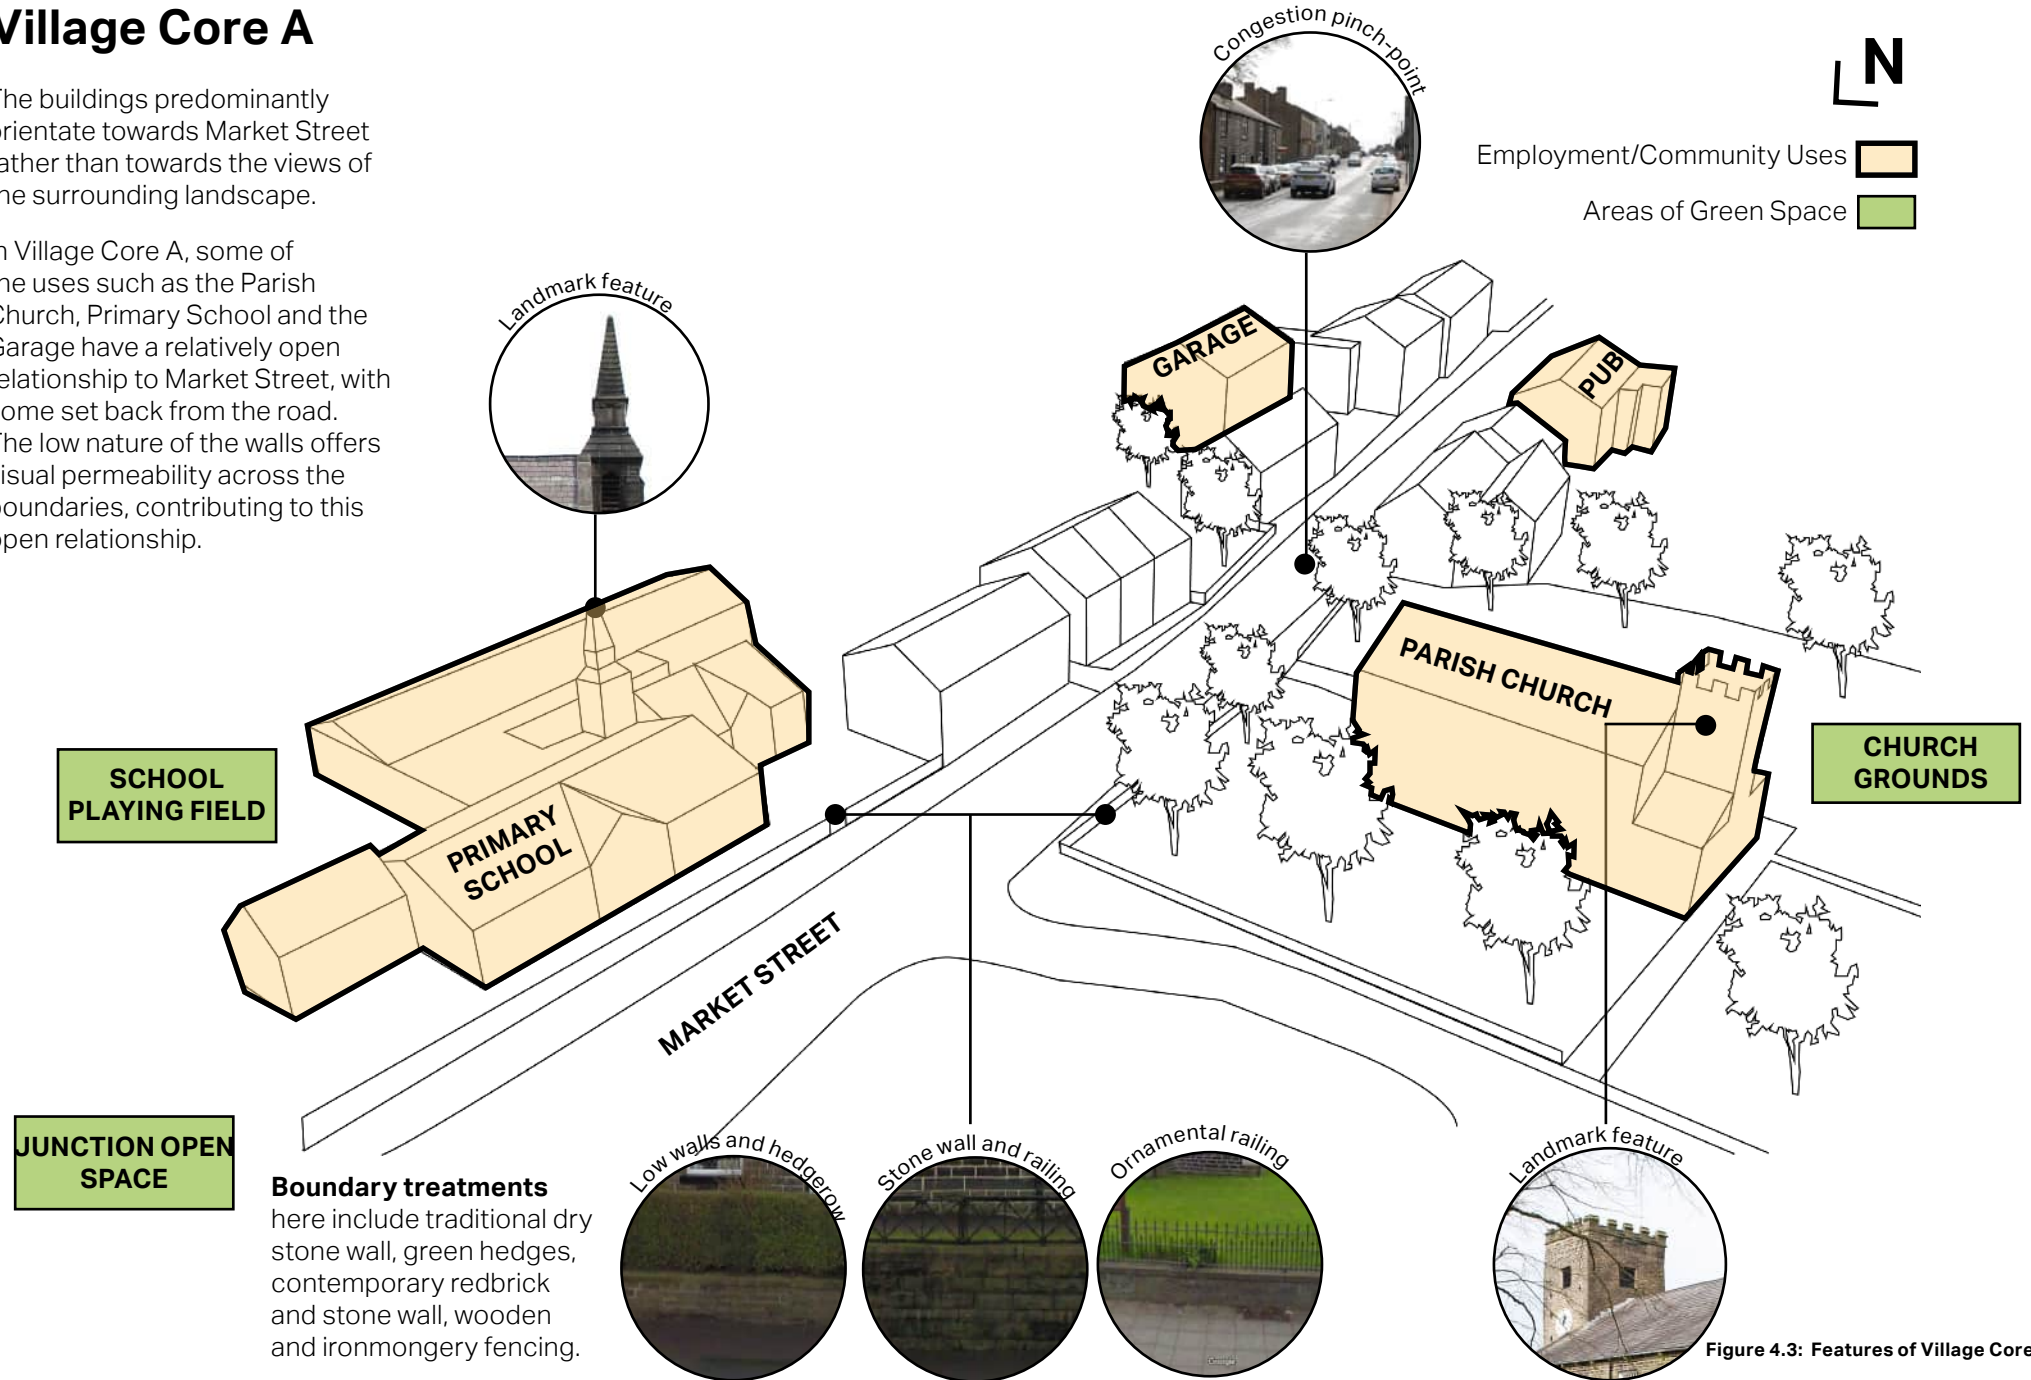 Village Core A
The buildings predominantly
orientate towards Market Street
rather than towards the views of
the surrounding landscape.
In Village Core A, some of
the uses such as the Parish
Church, Primary School and the
Garage have a relatively open
relationship to Market Street, with
some set back from the road.
The low nature of the walls offers
visual permeability across the
boundaries, contributing to this
open relationship.
Congestion pinch-point
N
Employment/Community Uses
Areas of Green Space
Landmark feature
GARAGE
PUB
PARISH CHURCH
CHURCH
GROUNDS
SCHOOL
PLAYING FIELD
PRIMARY
SCHOOL
MARKET STREET
JUNCTION OPEN
SPACE
Boundary treatments
here include traditional dry
stone wall, green hedges,
contemporary redbrick
and stone wall, wooden
and ironmongery fencing.
Low walls and hedgerow
Stone wall and railing
Ornamental railing
Landmark feature
Figure 4.3: Features of Village Core